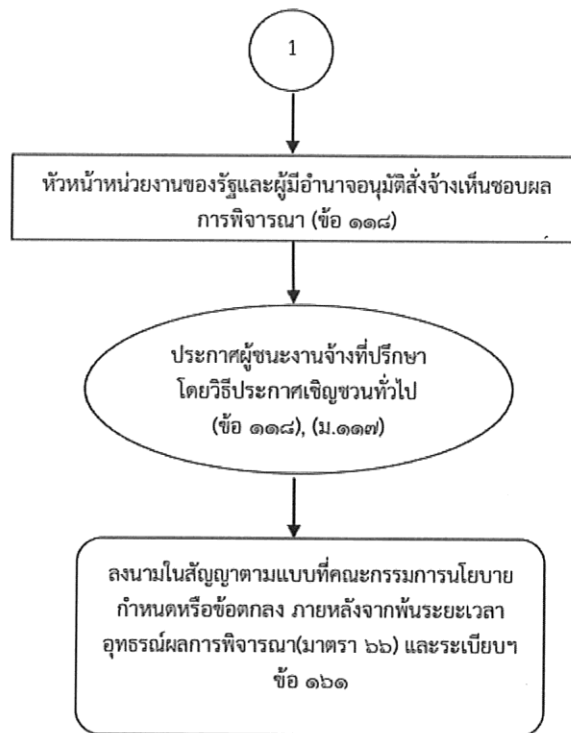 1
หัวหน้าหน่วยงานของรัฐและผู้มีอำนาจอนุมัติสั่งจ้างเห็นชอบผล
การพิจารณา (ข้อ ๑๑๘)
ประกาศผู้ชนะงานจ้างที่ปรึกษา
โดยวิธีประกาศเชิญชวนทั่วไป
(ข้อ ๑๑๘), (ม.๑๑๗)
ลงนามในสัญญาตามแบบที่คณะกรรมการนโยบาย
กำหนดหรือข้อตกลง ภายหลังจากพ้นระยะเวลา
อุทธรณ์ผลการพิจารณา(มาตรา ๖๖) และระเบียบฯ
ข้อ ๑๖๑